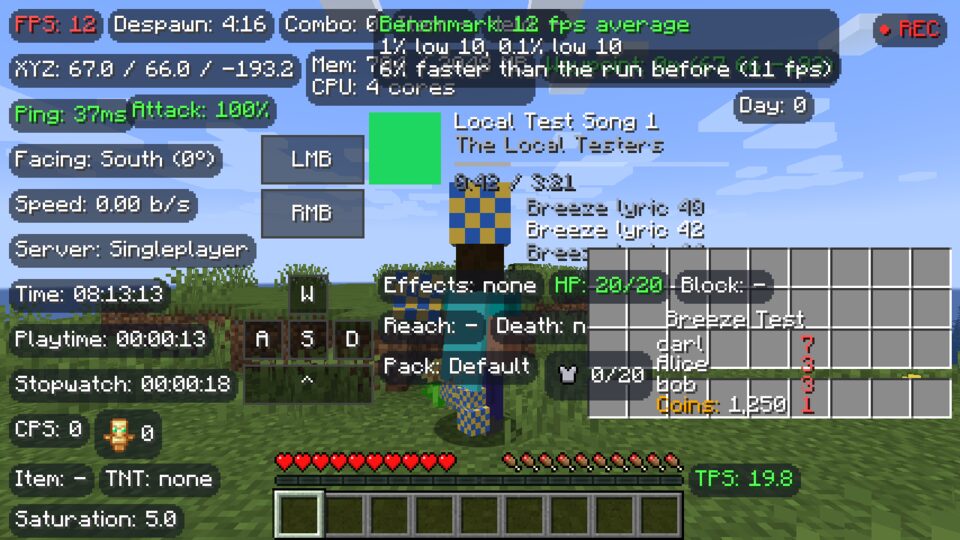 FPS: 12
Despawn: 4:16
Combo: 0
Benchmark: 12 fps average
1% low 10, 0.1% low 10
6% faster than the run before (11 fps)
REC
XYZ: 67.0 / 66.0 / -193.2
Mem:
CPU: 4 cores
Ping: 37ms
Attack: 100%
Day: 0
Local Test Song 1
The Local Testers
0:42 / 3:21
Facing: South (0°)
LMB
Speed: 0.00 b/s
RMB
Breeze lyric 40
Breeze lyric 42
Breeze lyric
Server: Singleplayer
Time: 08:13:13
W
Effects: none
HP: 20/20
Block: -
Playtime: 00:00:13
A
S
D
Reach: -
Death: n
Breeze Test
darl 7
Alice 3
bob 3
Coins: 1,250 1
Pack: Default
0/20
Stopwatch: 00:00:18
^
CPS: 0
0
Item: -
TNT: none
TPS: 19.8
Saturation: 5.0